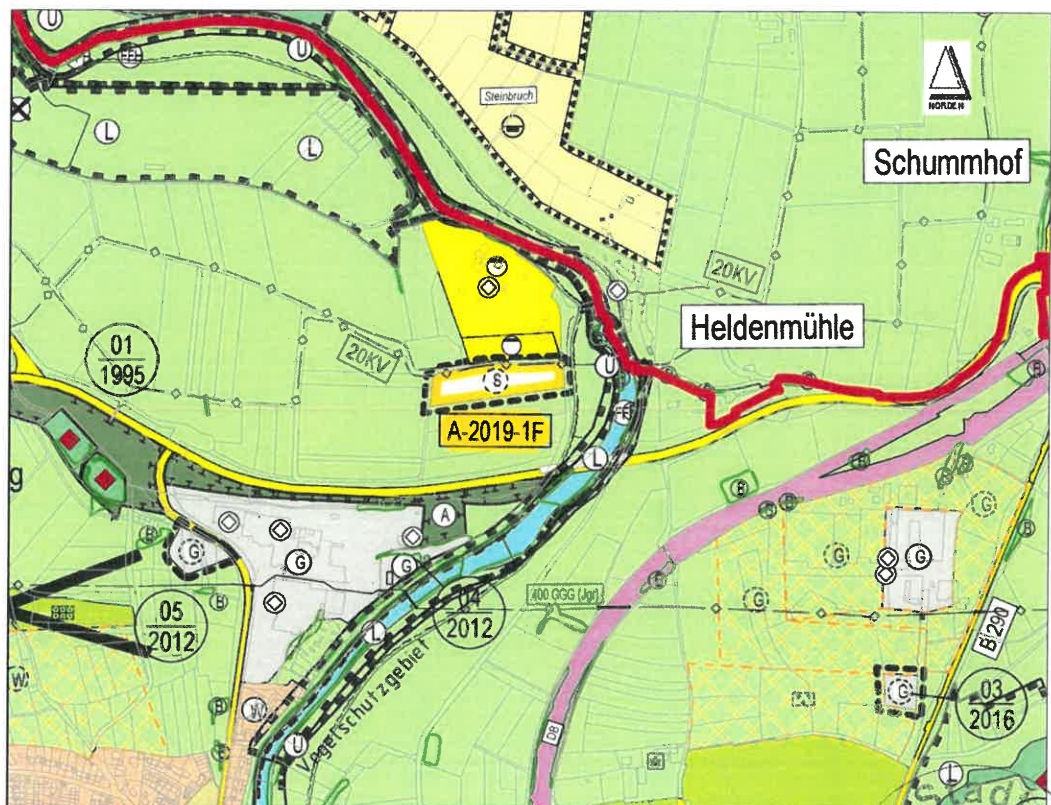 U
U
Steinbruch
NORDEN
L
L
Schummhof
20KV
Heldenmühle
01
1995
20KV
S
U
A-2019-1F
L
B
B
B
A
G
G
G
G
G
G
B
B
400 GGG (Jgr)
05
2012
04
2012
B 290
L
W
G
03
2016
W
B
U
Vogelschutzgebiet
DB
B
L